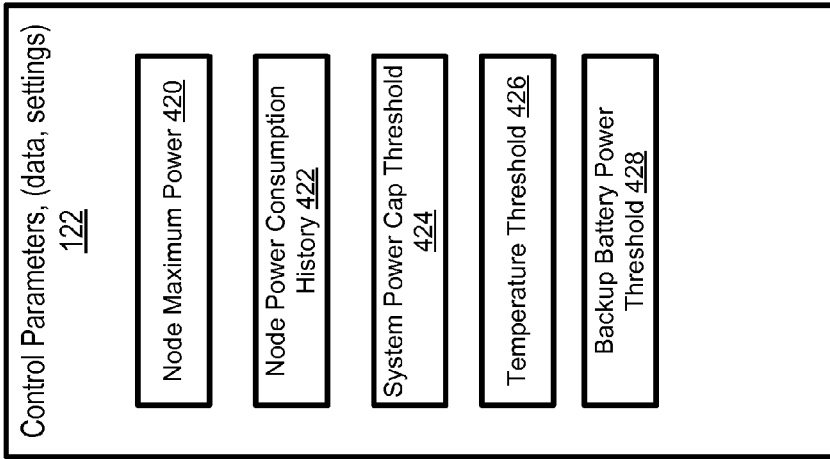 Control Parameters, (data, settings)
122
Node Maximum Power 420
Node Power Consumption
History 422
System Power Cap Threshold
424
Temperature Threshold 426
Backup Battery Power
Threshold 428